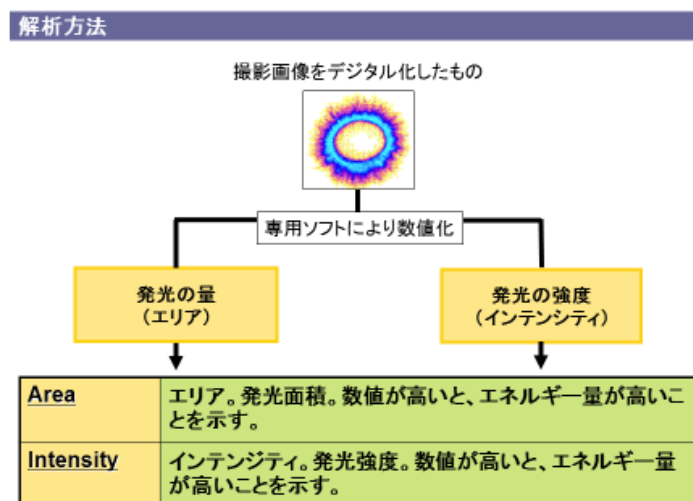 解析方法
撮影画像をデジタル化したもの
専用ソフトにより数値化
発光の量
（エリア）
発光の強度
（インテンシティ）
Area
エリア。発光面積。数値が高いと、エネルギー量が高いこ
とを示す。
Intensity
インテンジティ。発光強度。数値が高いと、エネルギー量
が高いことを示す。